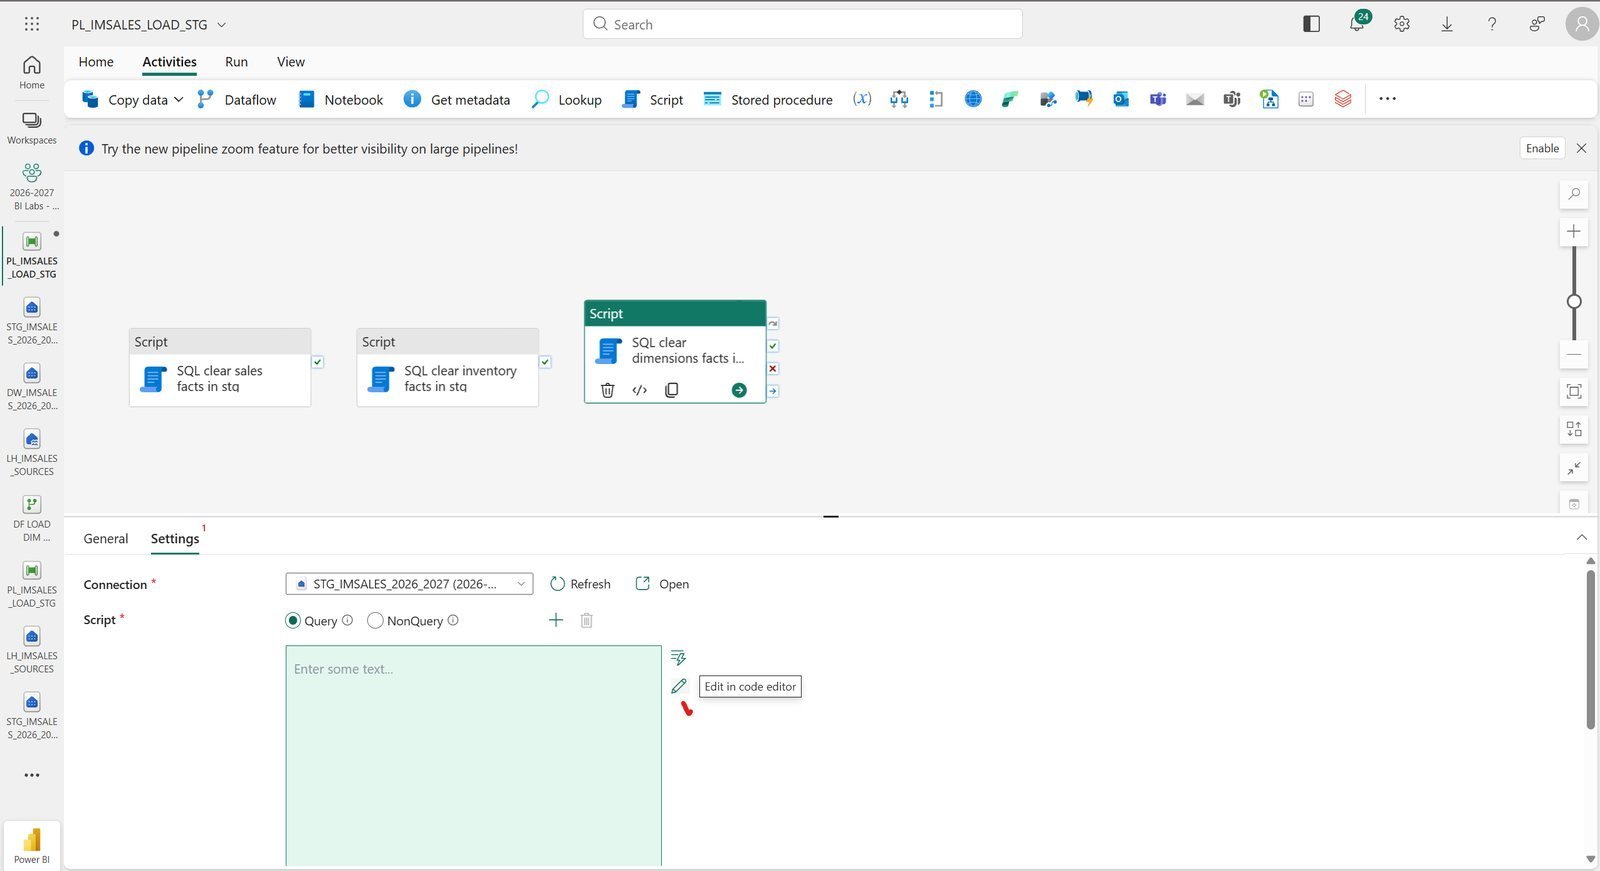 PL_IMSALES_LOAD_STG
Search
24
Home
Activities
Run
View
Copy data
Dataflow
Notebook
Get metadata
Lookup
Script
Stored procedure
(x)
Try the new pipeline zoom feature for better visibility on large pipelines!
Enable
Home
Workspaces
2026-2027
BI Labs - ...
PL_IMSALES
_LOAD_STG
STG_IMSALE
S_2026_20...
DW_IMSALE
S_2026_20...
LH_IMSALES
_SOURCES
DF LOAD
DIM ...
PL_IMSALES
_LOAD_STG
LH_IMSALES
_SOURCES
STG_IMSALE
S_2026_20...
Power BI
Script
SQL clear sales
facts in stg
Script
SQL clear inventory
facts in stg
Script
SQL clear
dimensions facts i...
General
Settings
1
Connection *
STG_IMSALES_2026_2027 (2026-...
Refresh
Open
Script *
Query
NonQuery
Enter some text...
Edit in code editor